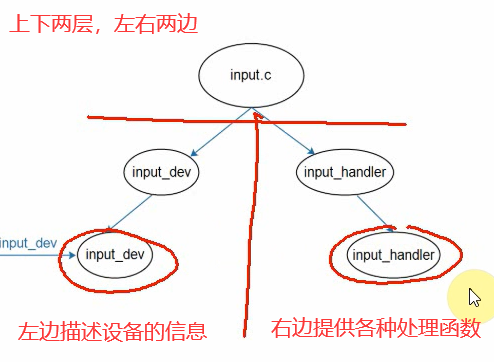 上下两层，左右两边
input.c
input_dev
input_handler
input_dev
input_dev
input_handler
左边描述设备的信息
右边提供各种处理函数